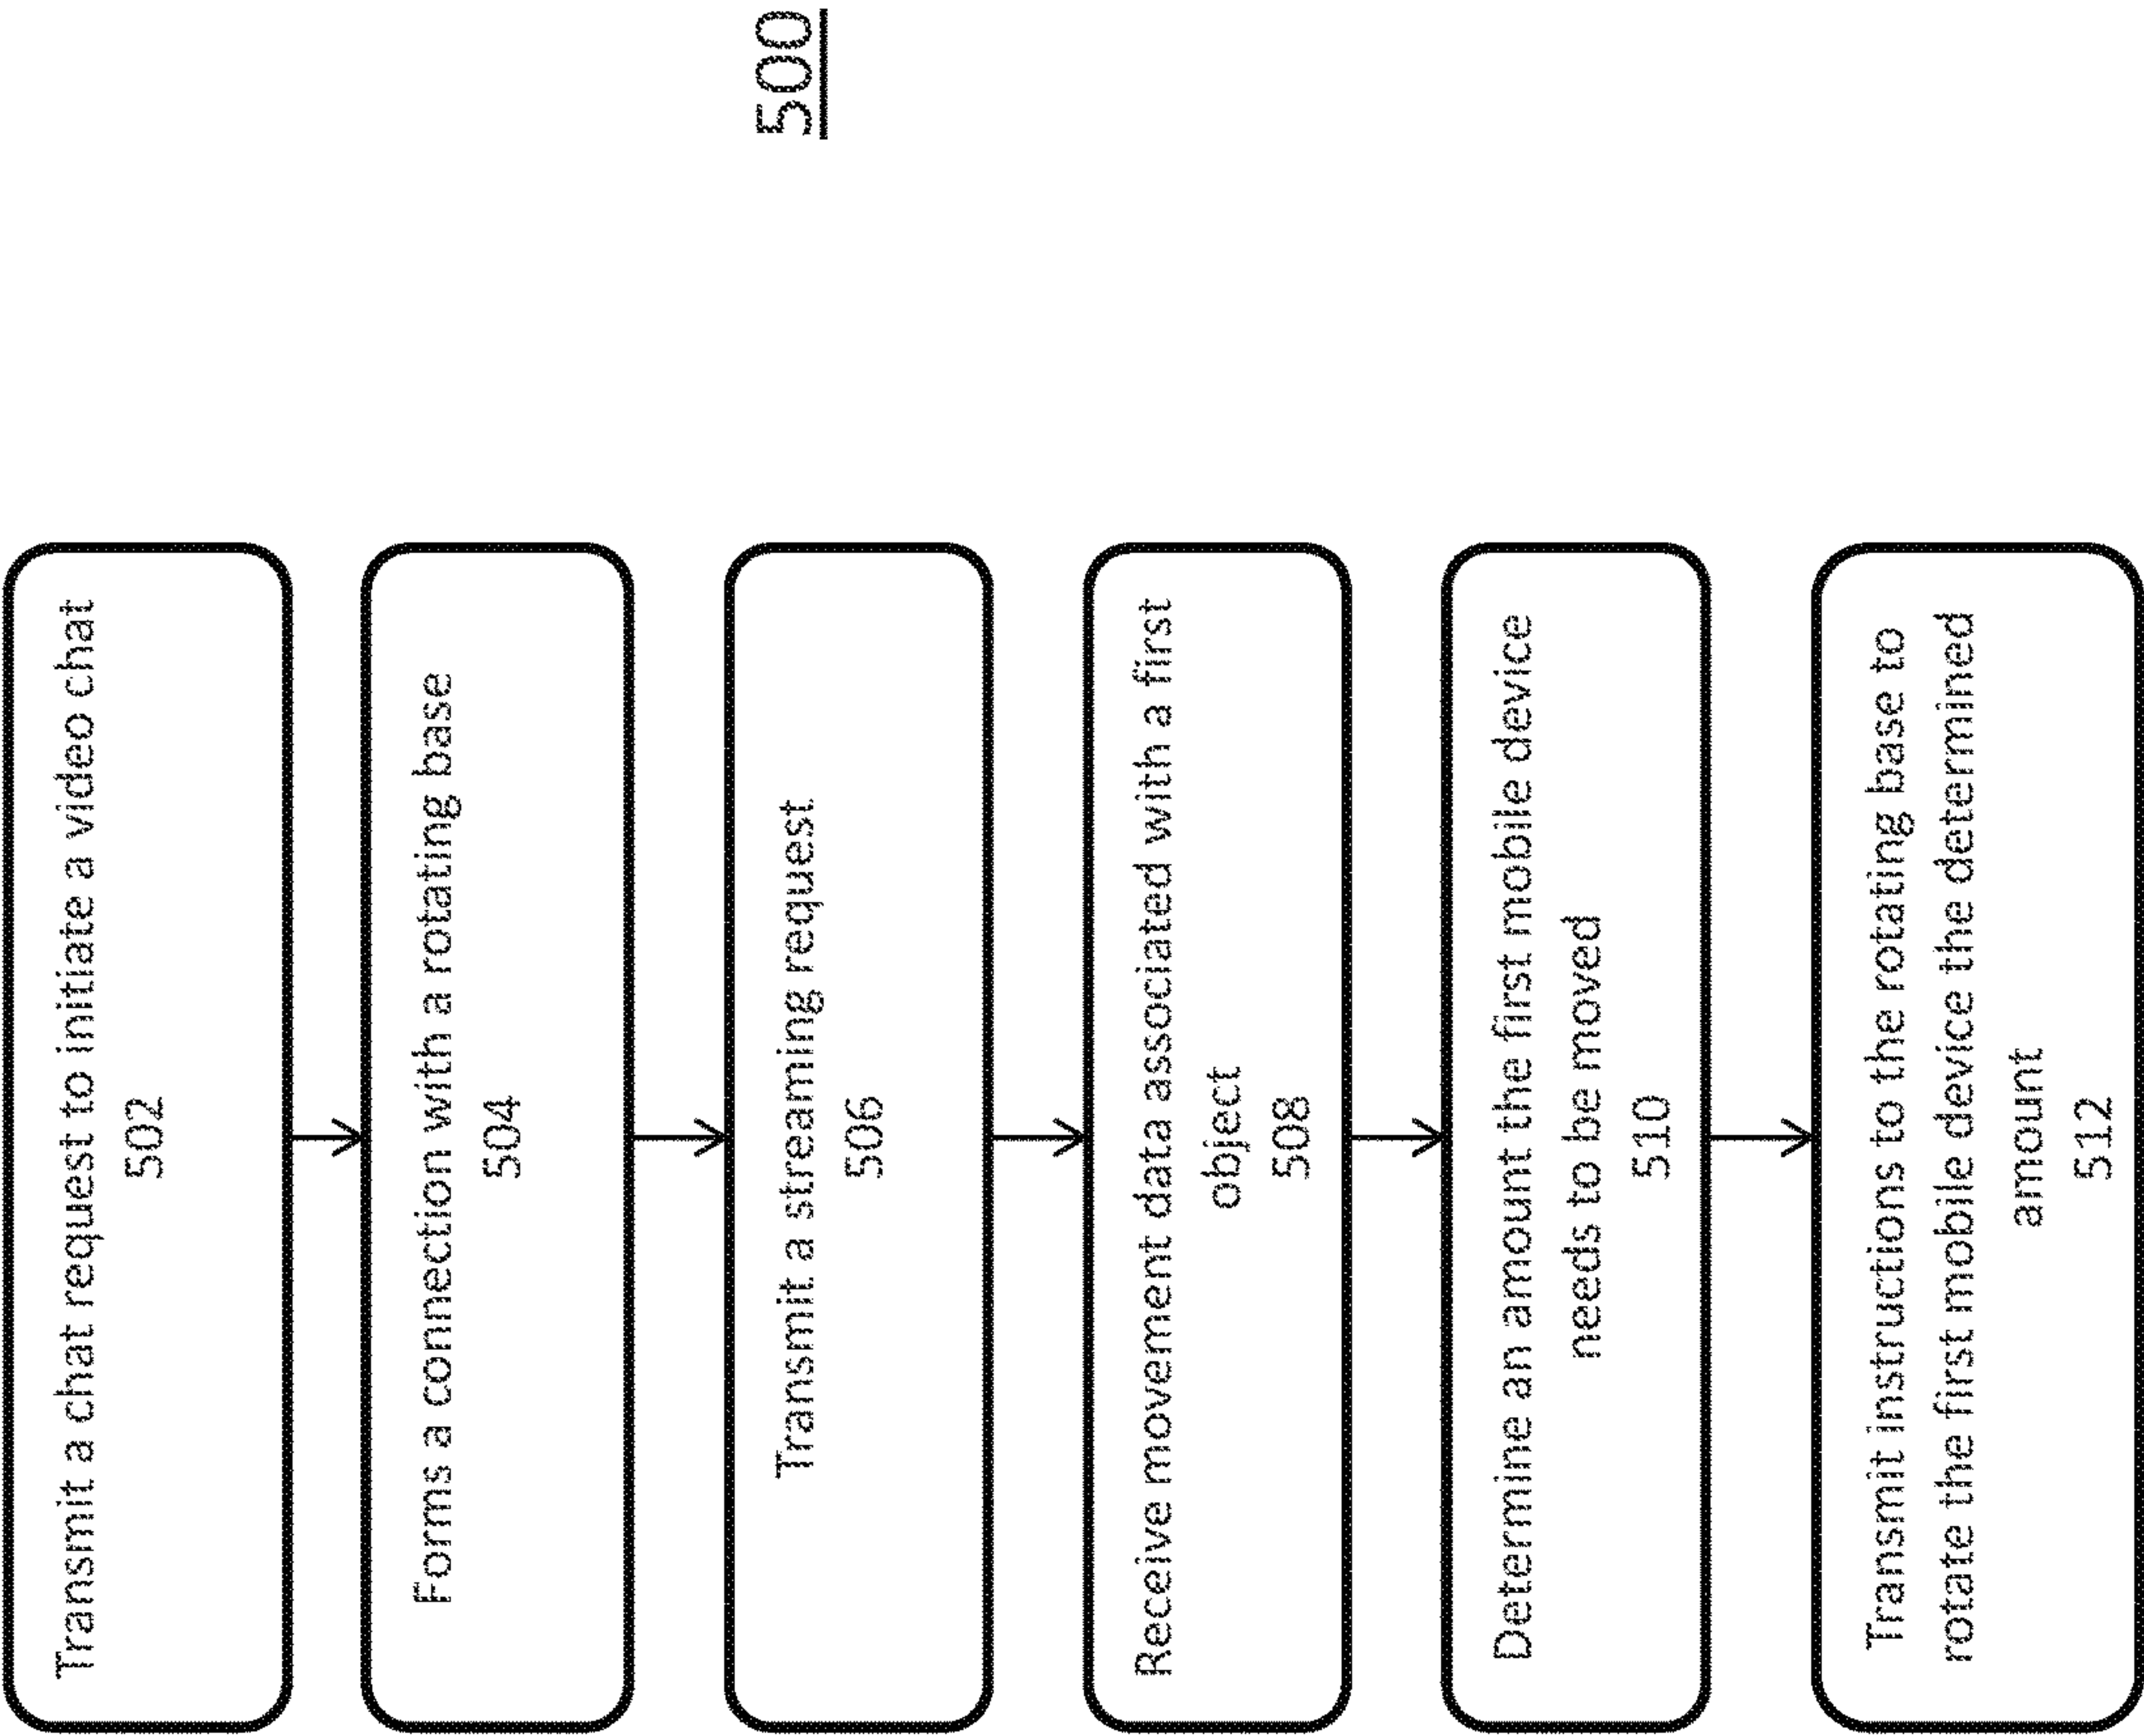 Transmit a chat request to initiate a video chat
502
Forms a connection with a rotating base
504
Transmit a streaming request
506
Receive movement data associated with a first
object
508
Determine an amount the first mobile device
needs to be moved
510
Transmit instructions to the rotating base to
rotate the first mobile device the determined
amount
512
500